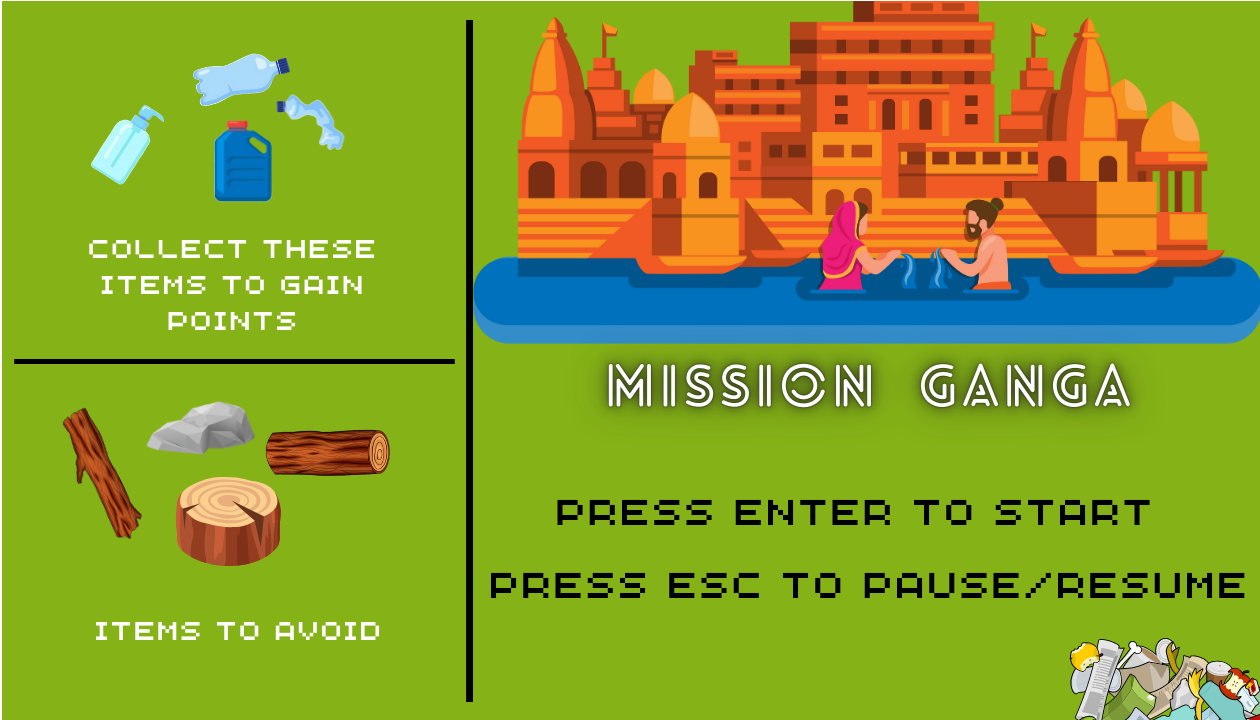 COLLECT THESE
ITEMS TO GAIN
POINTS
ITEMS TO AVOID
MISSION GANGA
PRESS ENTER TO START
PRESS ESC TO PAUSE/RESUME